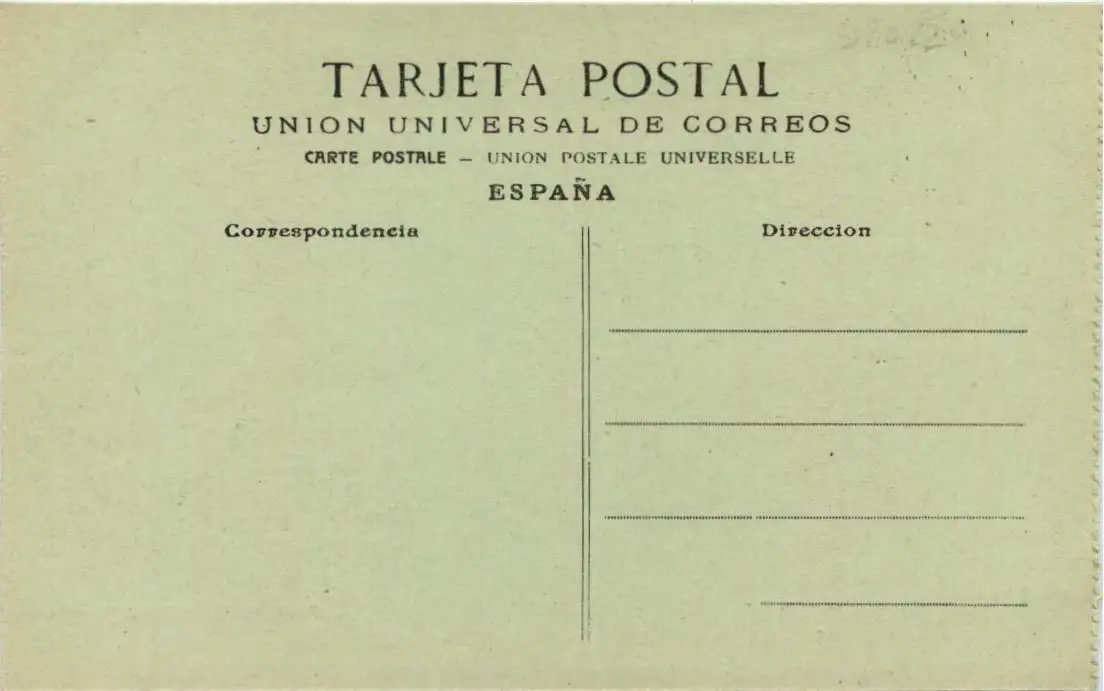 TARJETA POSTAL
UNION UNIVERSAL DE CORREOS
CARTE POSTALE — UNION POSTALE UNIVERSELLE
ESPAÑA
Correspondencia
Direccion